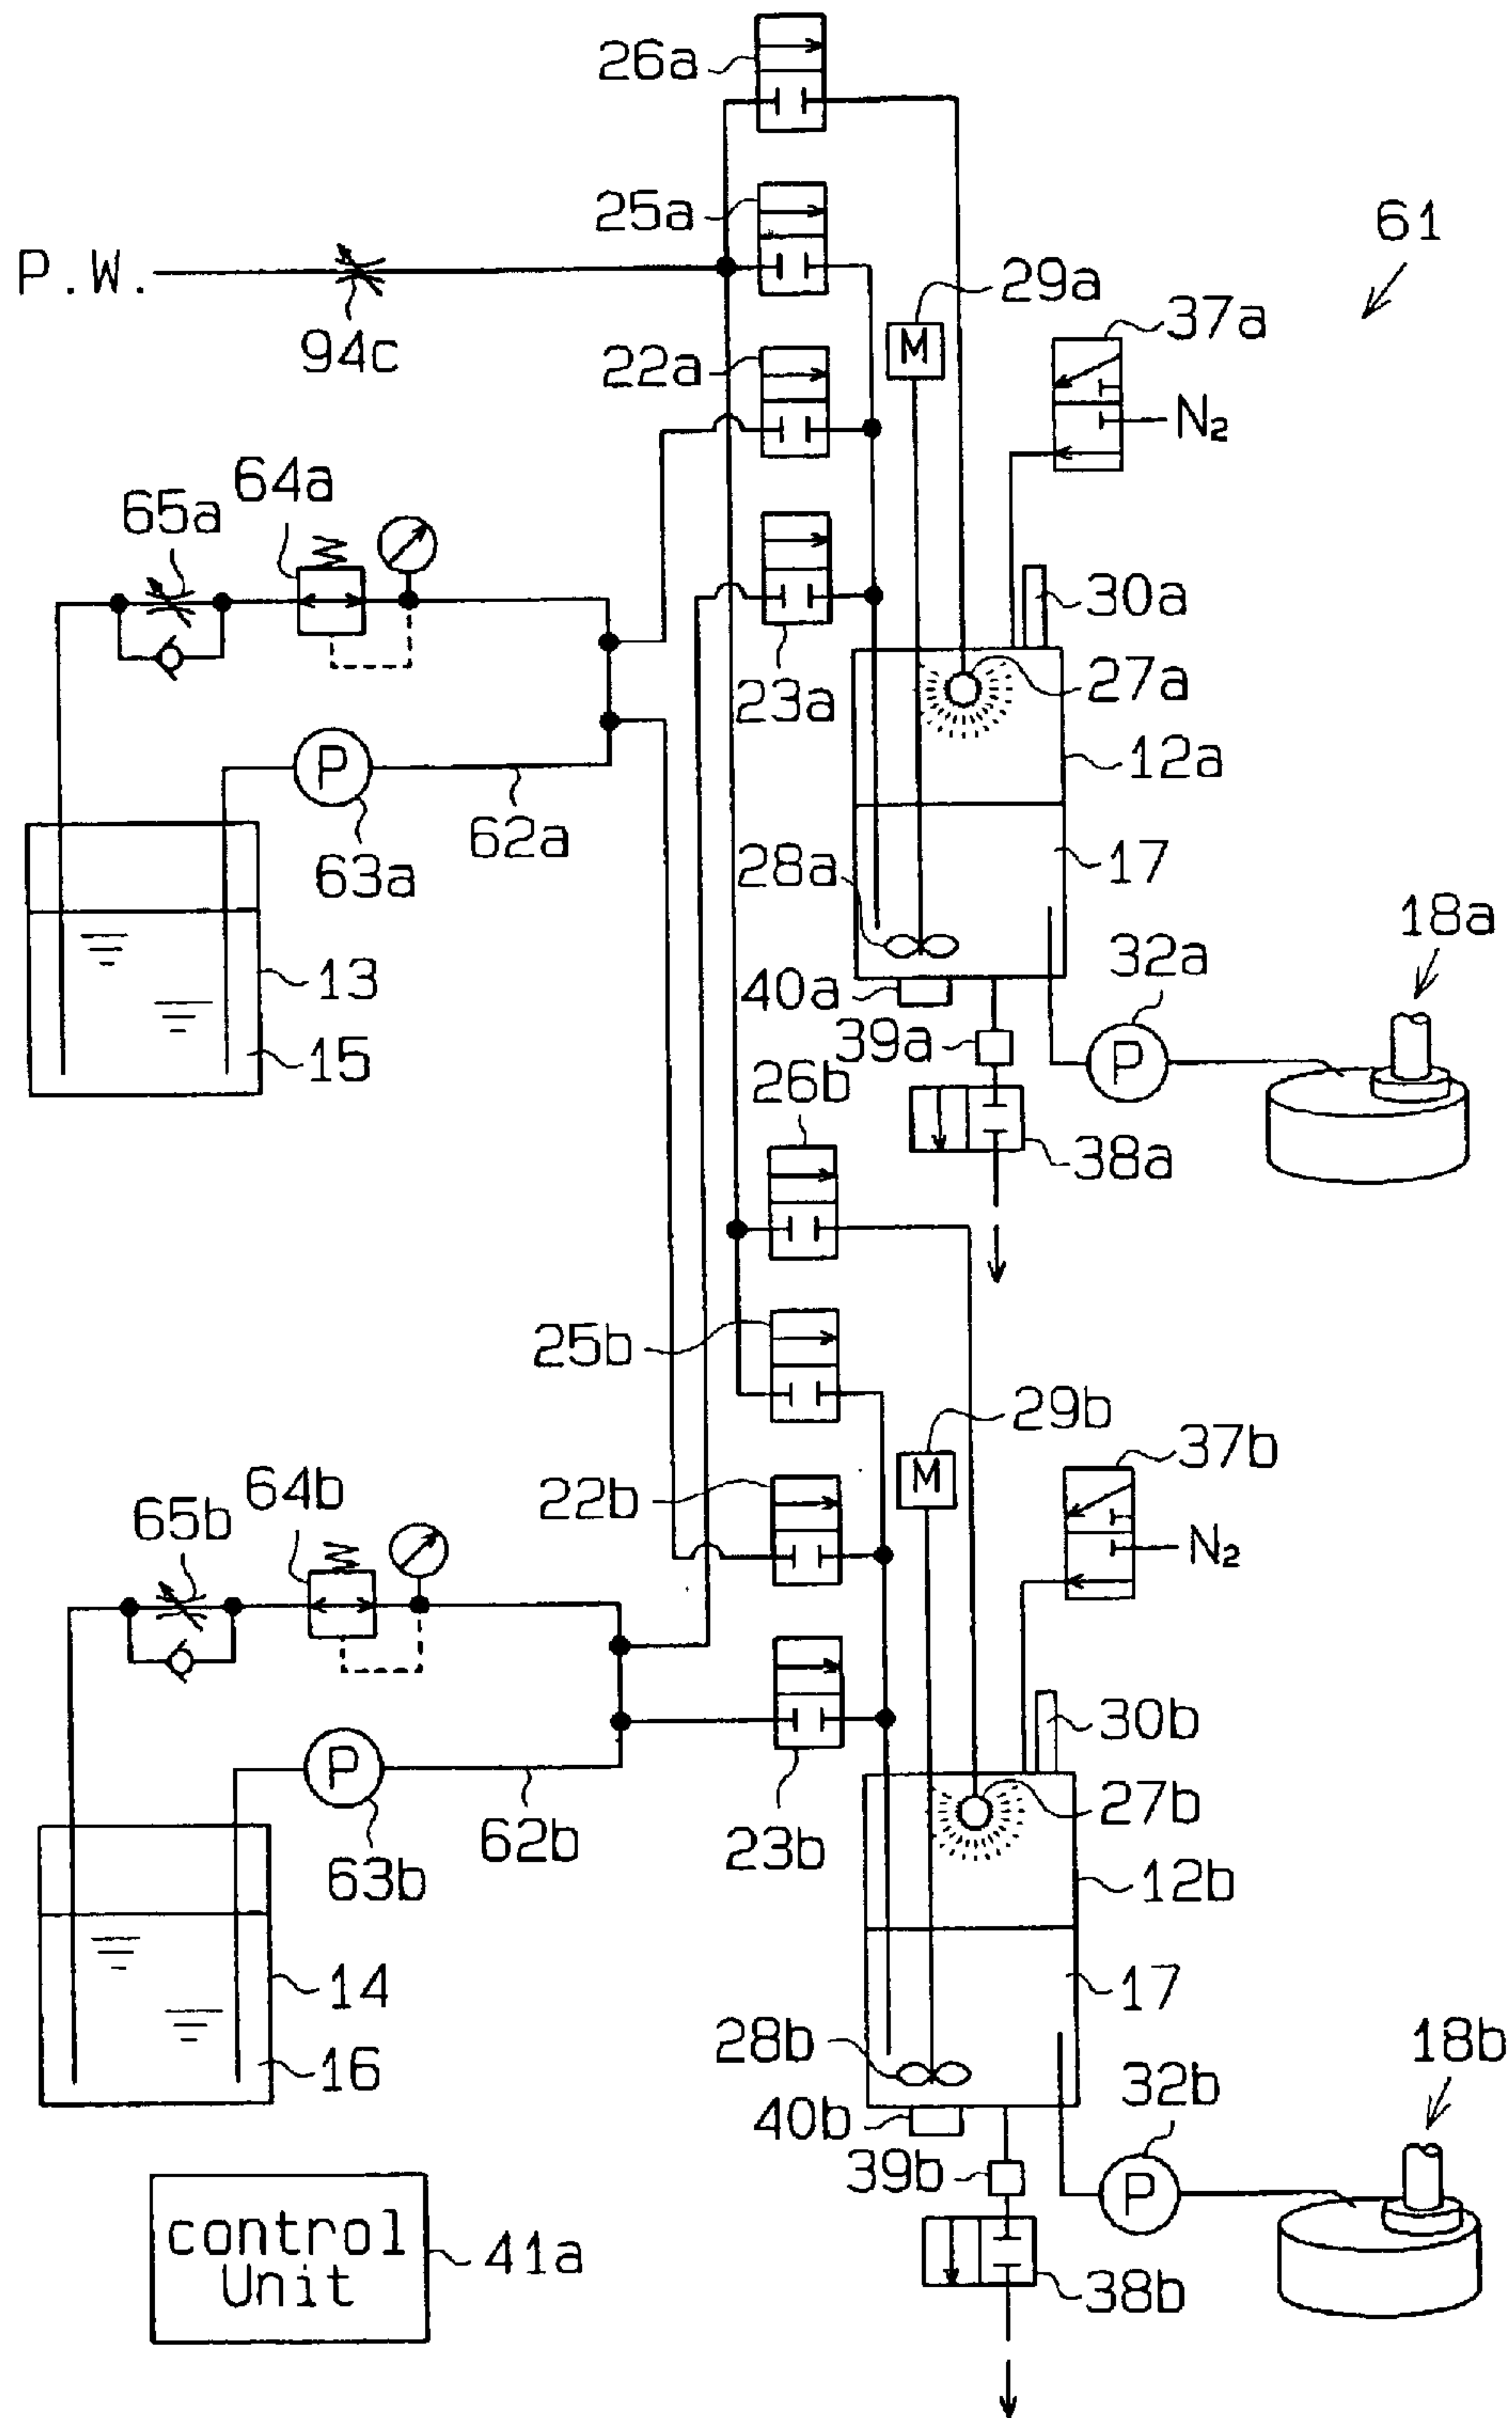 26a
25a
61
P.W.
94c
29a
37a
M
22a
N2
64a
65a
30a
23a
27a
12a
P
62a
63a
28a
17
18a
13
40a
32a
39a
15
P
26b
38a
25b
29b
37b
M
22b
64b
65b
N2
30b
P
27b
62b
23b
63b
12b
14
17
28b
18b
16
32b
40b
39b
P
control
Unit
41a
38b